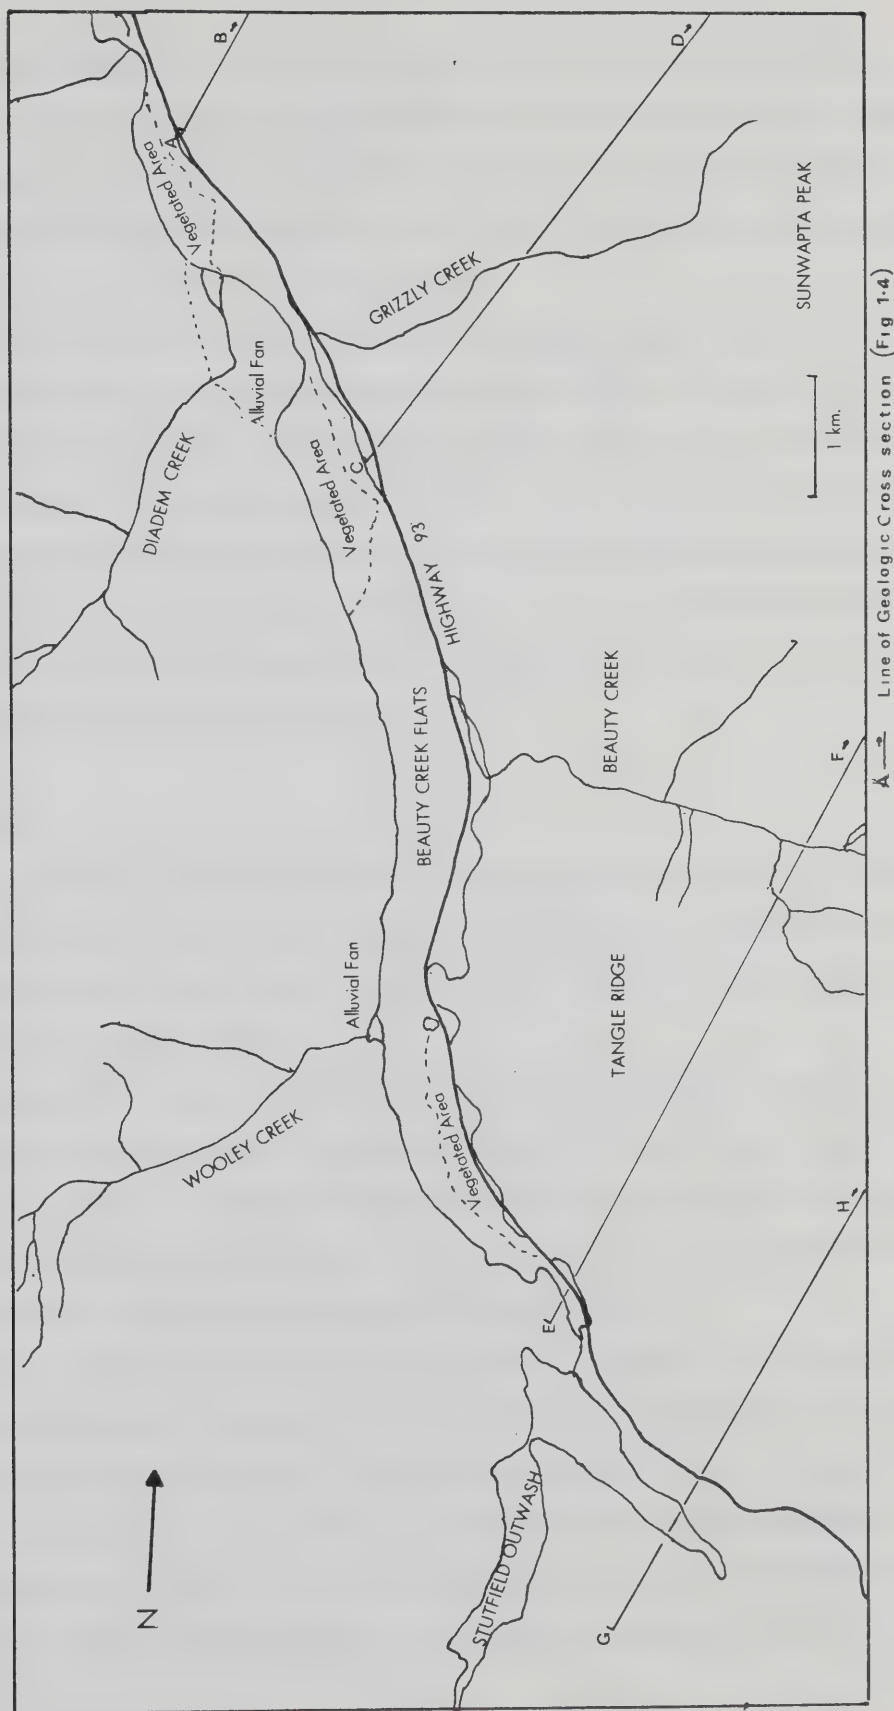 B
D
A
Vegetated Area
GRIZZLY CREEK
SUNWAPTA PEAK
Alluvial Fan
DIADEM CREEK
Vegetated Area
C
1 km.
HIGHWAY 93
BEAUTY CREEK FLATS
BEAUTY CREEK
F
Alluvial Fan
TANGLE RIDGE
WOOLEY CREEK
Vegetated Area
H
E
STUTFIELD OUTWASH
N
G
A → Line of Geologic Cross section (Fig 1·4)